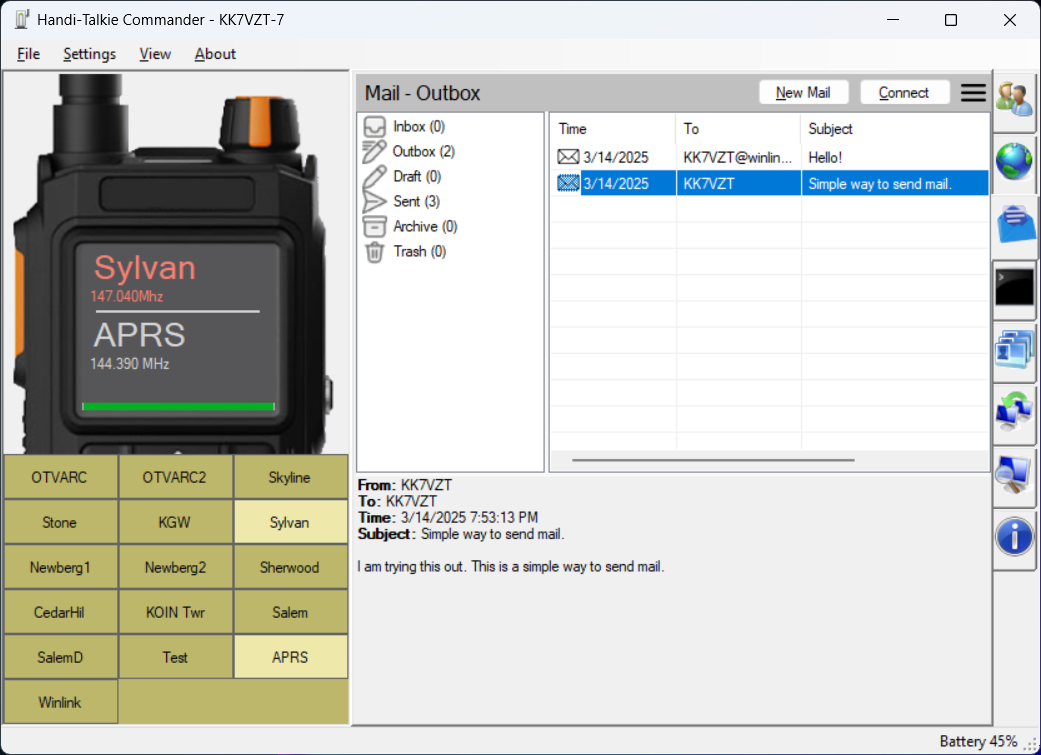 Handi-Talkie Commander - KK7VZT-7
File Settings View About
Sylvan
147.040Mhz
APRS
144.390 MHz
OTVARC OTVARC2 Skyline
Stone KGW Sylvan
Newberg1 Newberg2 Sherwood
CedarHil KOIN Twr Salem
SalemD Test APRS
Winlink
Mail - Outbox New Mail Connect
Inbox (0)
Outbox (2)
Draft (0)
Sent (3)
Archive (0)
Trash (0)
Time To Subject
3/14/2025 KK7VZT@winlin... Hello!
3/14/2025 KK7VZT Simple way to send mail.
From: KK7VZT
To: KK7VZT
Time: 3/14/2025 7:53:13 PM
Subject: Simple way to send mail.
I am trying this out. This is a simple way to send mail.
Battery 45%